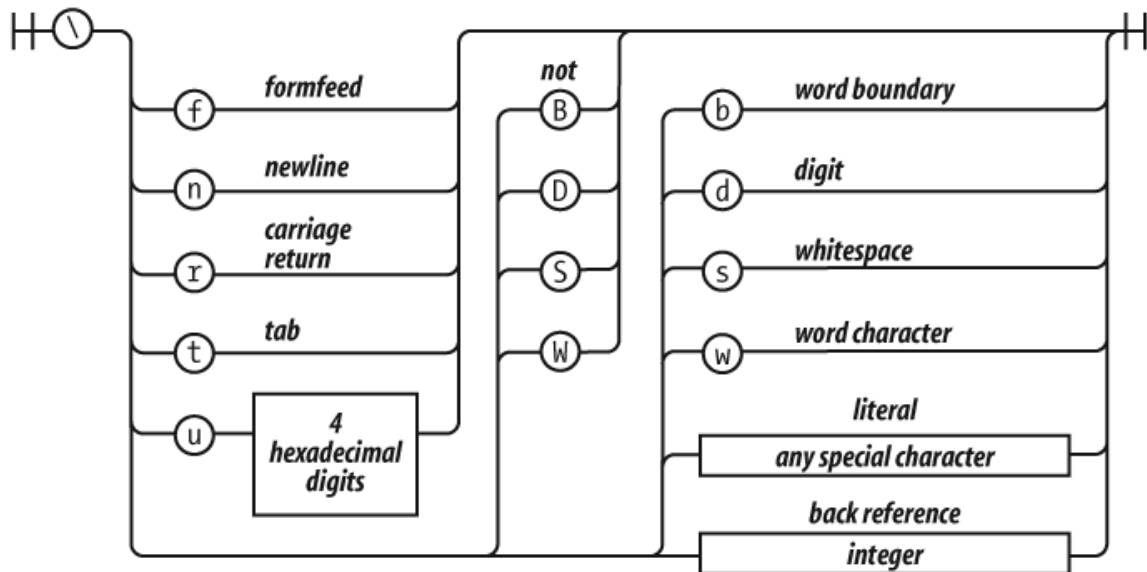 \
f formfeed
n newline
r carriage
return
t tab
u 4
hexadecimal
digits
not
B
D
S
W
b word boundary
d digit
s whitespace
w word character
literal
any special character
back reference
integer